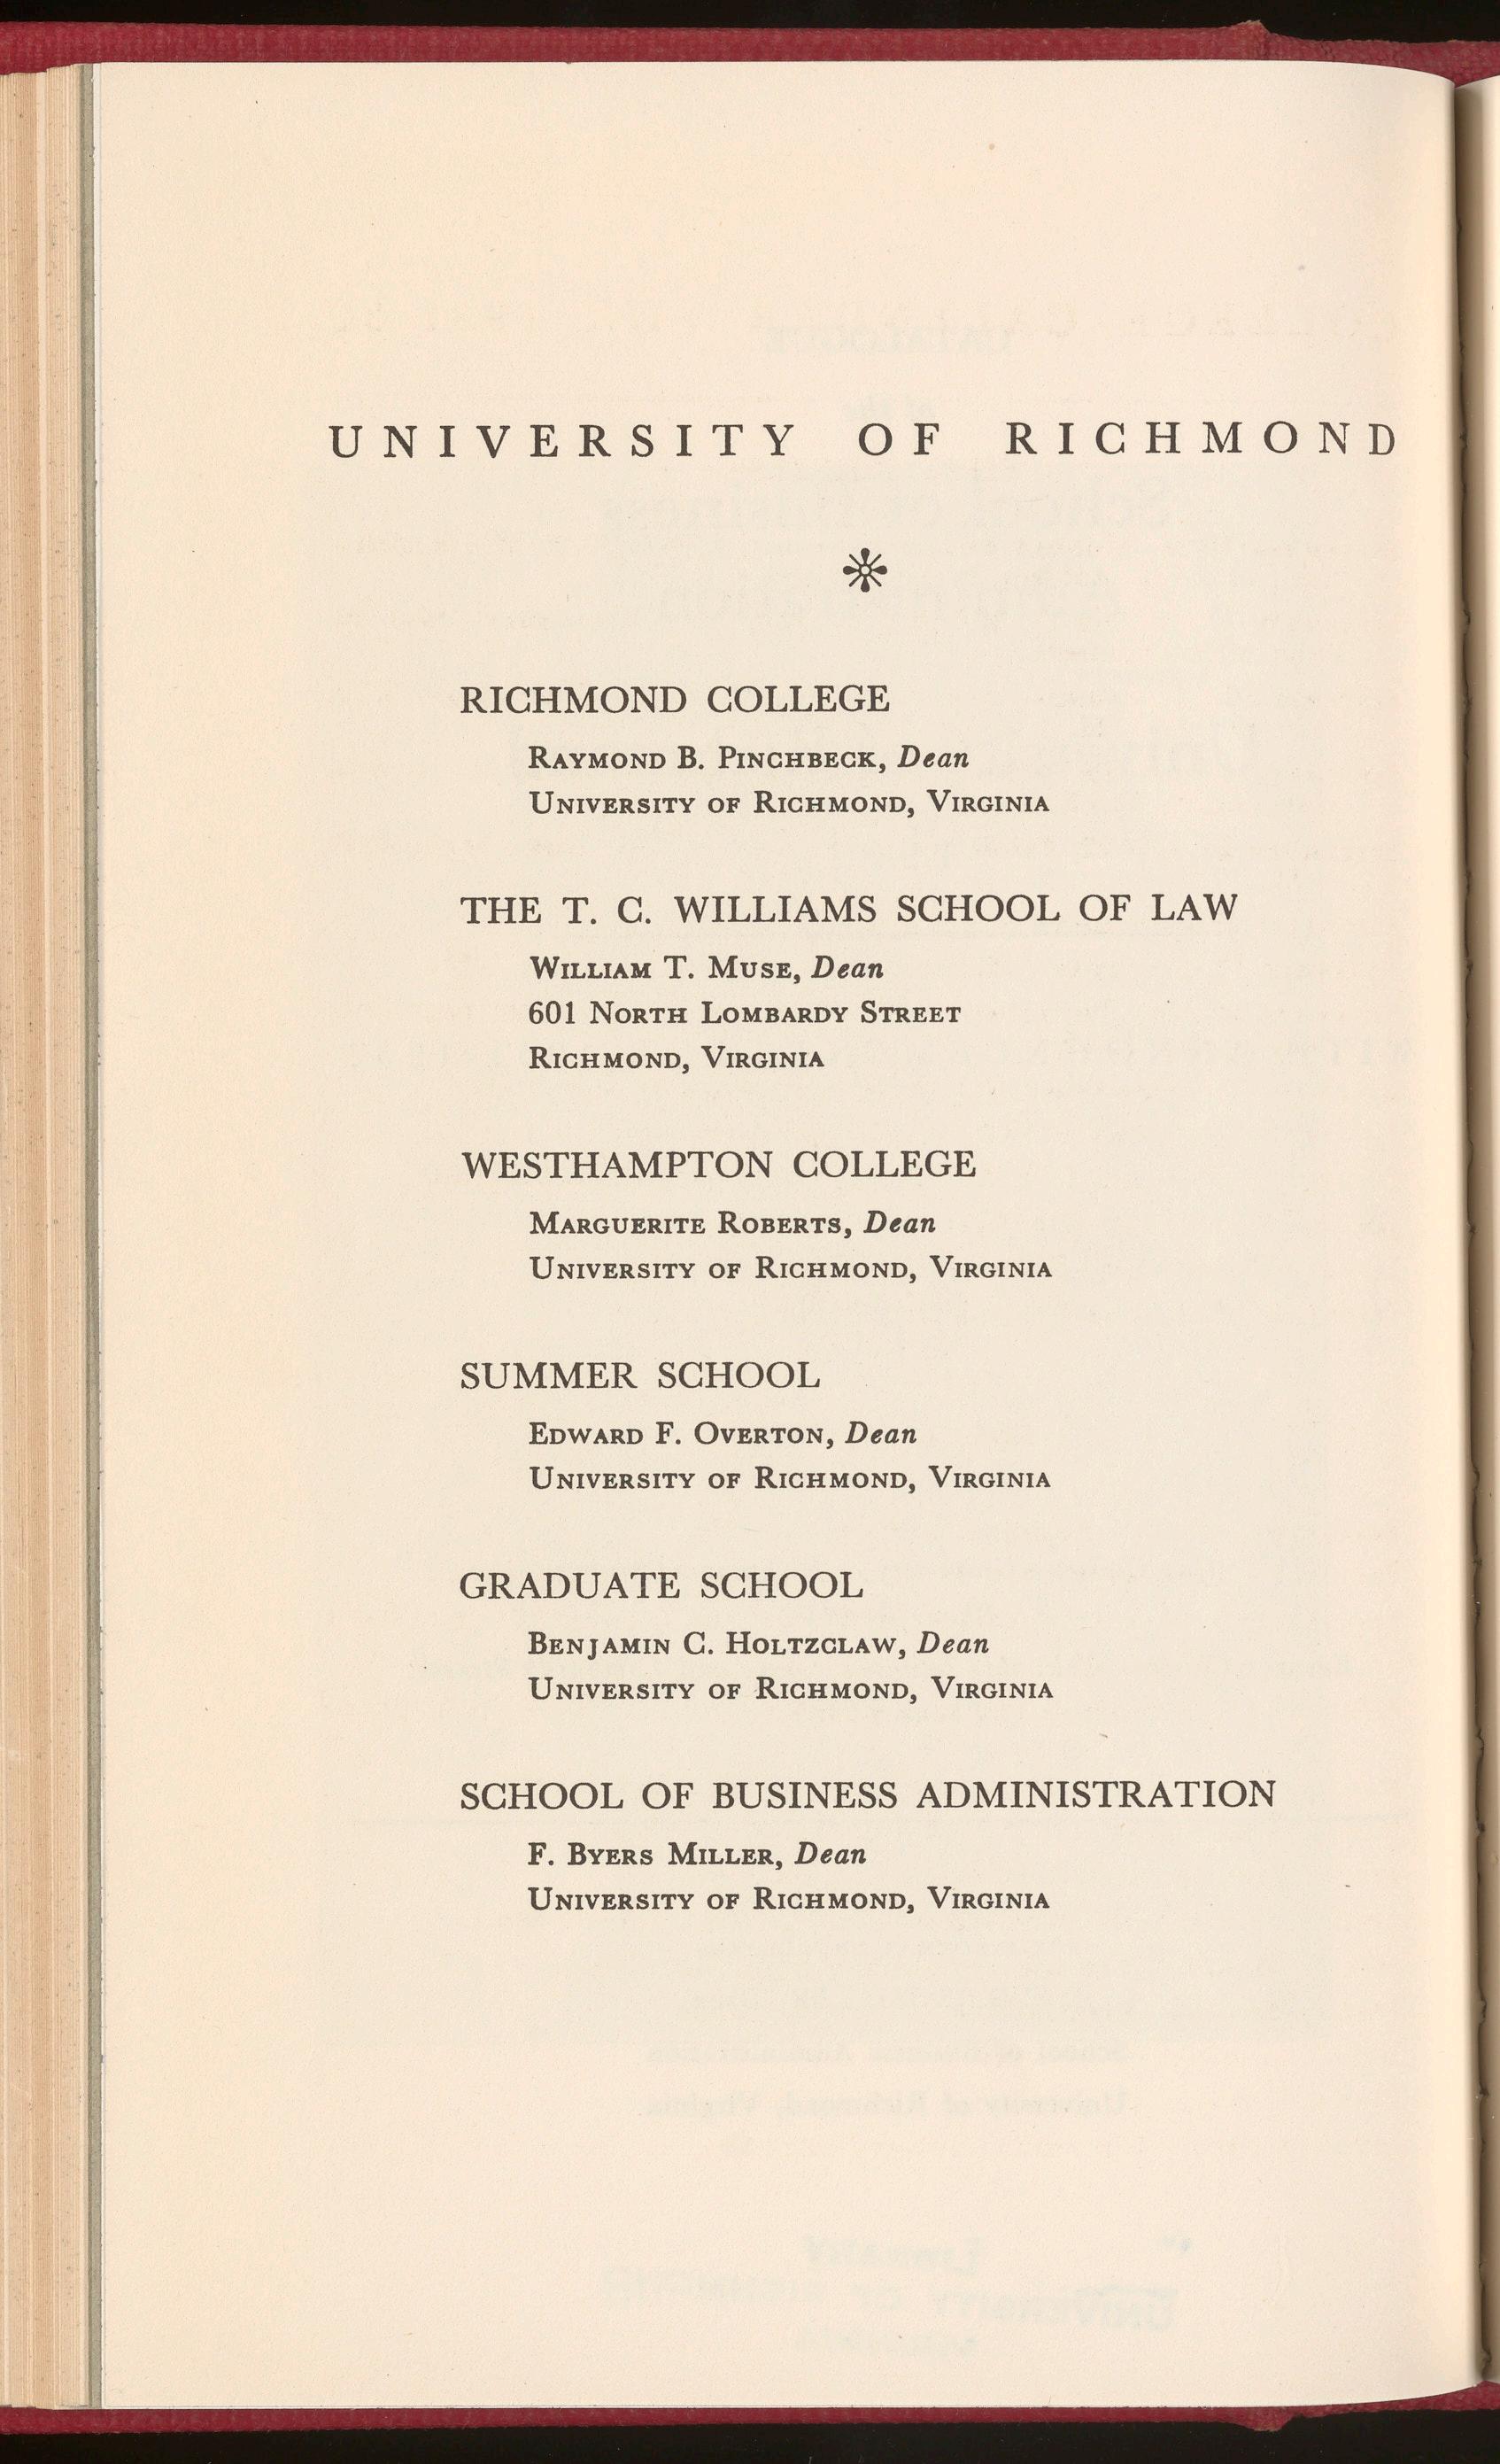 UNIVERSITY OF RICHMOND
RICHMOND COLLEGE
RAYMOND B. PINCHBECK, Dean
UNIVERSITY OF RICHMOND, VIRGINIA
THE T. C. WILLIAMS SCHOOL OF LAW
WILLIAM T. MUSE, Dean
601 NORTH LOMBARDY STREET
RICHMOND, VIRGINIA
WESTHAMPTON COLLEGE
MARGUERITE ROBERTS, Dean
UNIVERSITY OF RICHMOND, VIRGINIA
SUMMER SCHOOL
EDWARD F. OVERTON, Dean
UNIVERSITY OF RICHMOND, VIRGINIA
GRADUATE SCHOOL
BENJAMIN C. HOLTZCLAW, Dean
UNIVERSITY OF RICHMOND, VIRGINIA
SCHOOL OF BUSINESS ADMINISTRATION
F. BYERS MILLER, Dean
UNIVERSITY OF RICHMOND, VIRGINIA